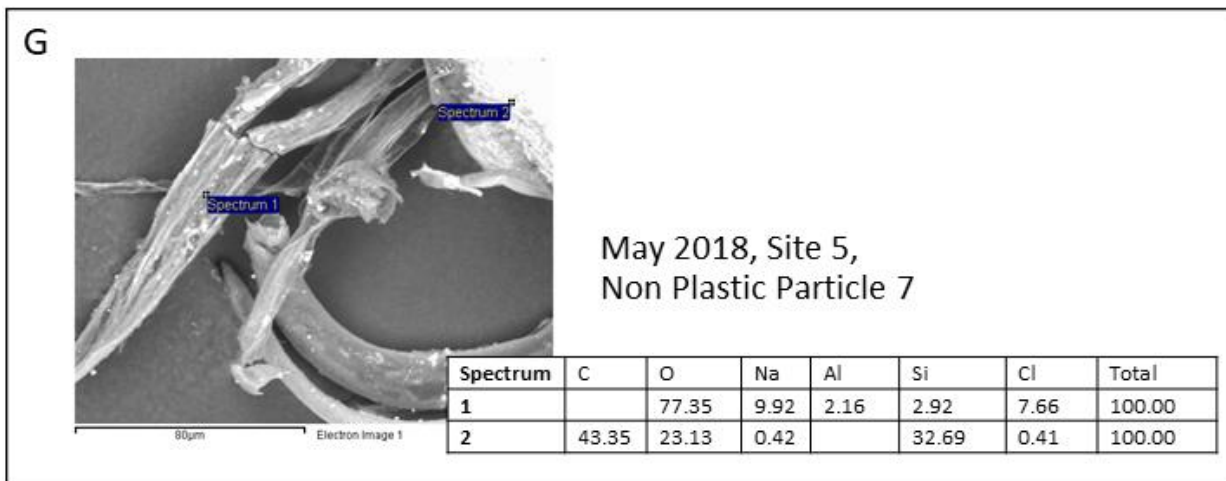 G
Spectrum 2
Spectrum 1
May 2018, Site 5,
Non Plastic Particle 7
Spectrum C O Na Al Si Cl Total
1 77.35 9.92 2.16 2.92 7.66 100.00
2 43.35 23.13 0.42 32.69 0.41 100.00
80µm Electron Image 1